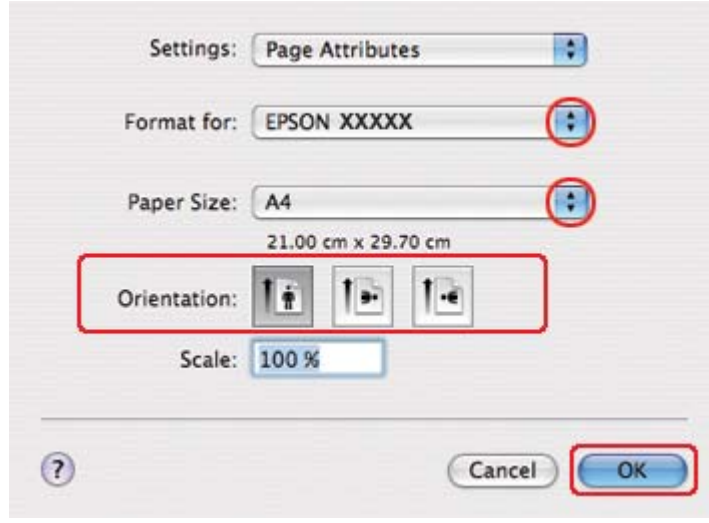 Settings: Page Attributes
Format for: EPSON XXXXX
Paper Size: A4
21.00 cm x 29.70 cm
Orientation:
Scale: 100 %
? Cancel OK